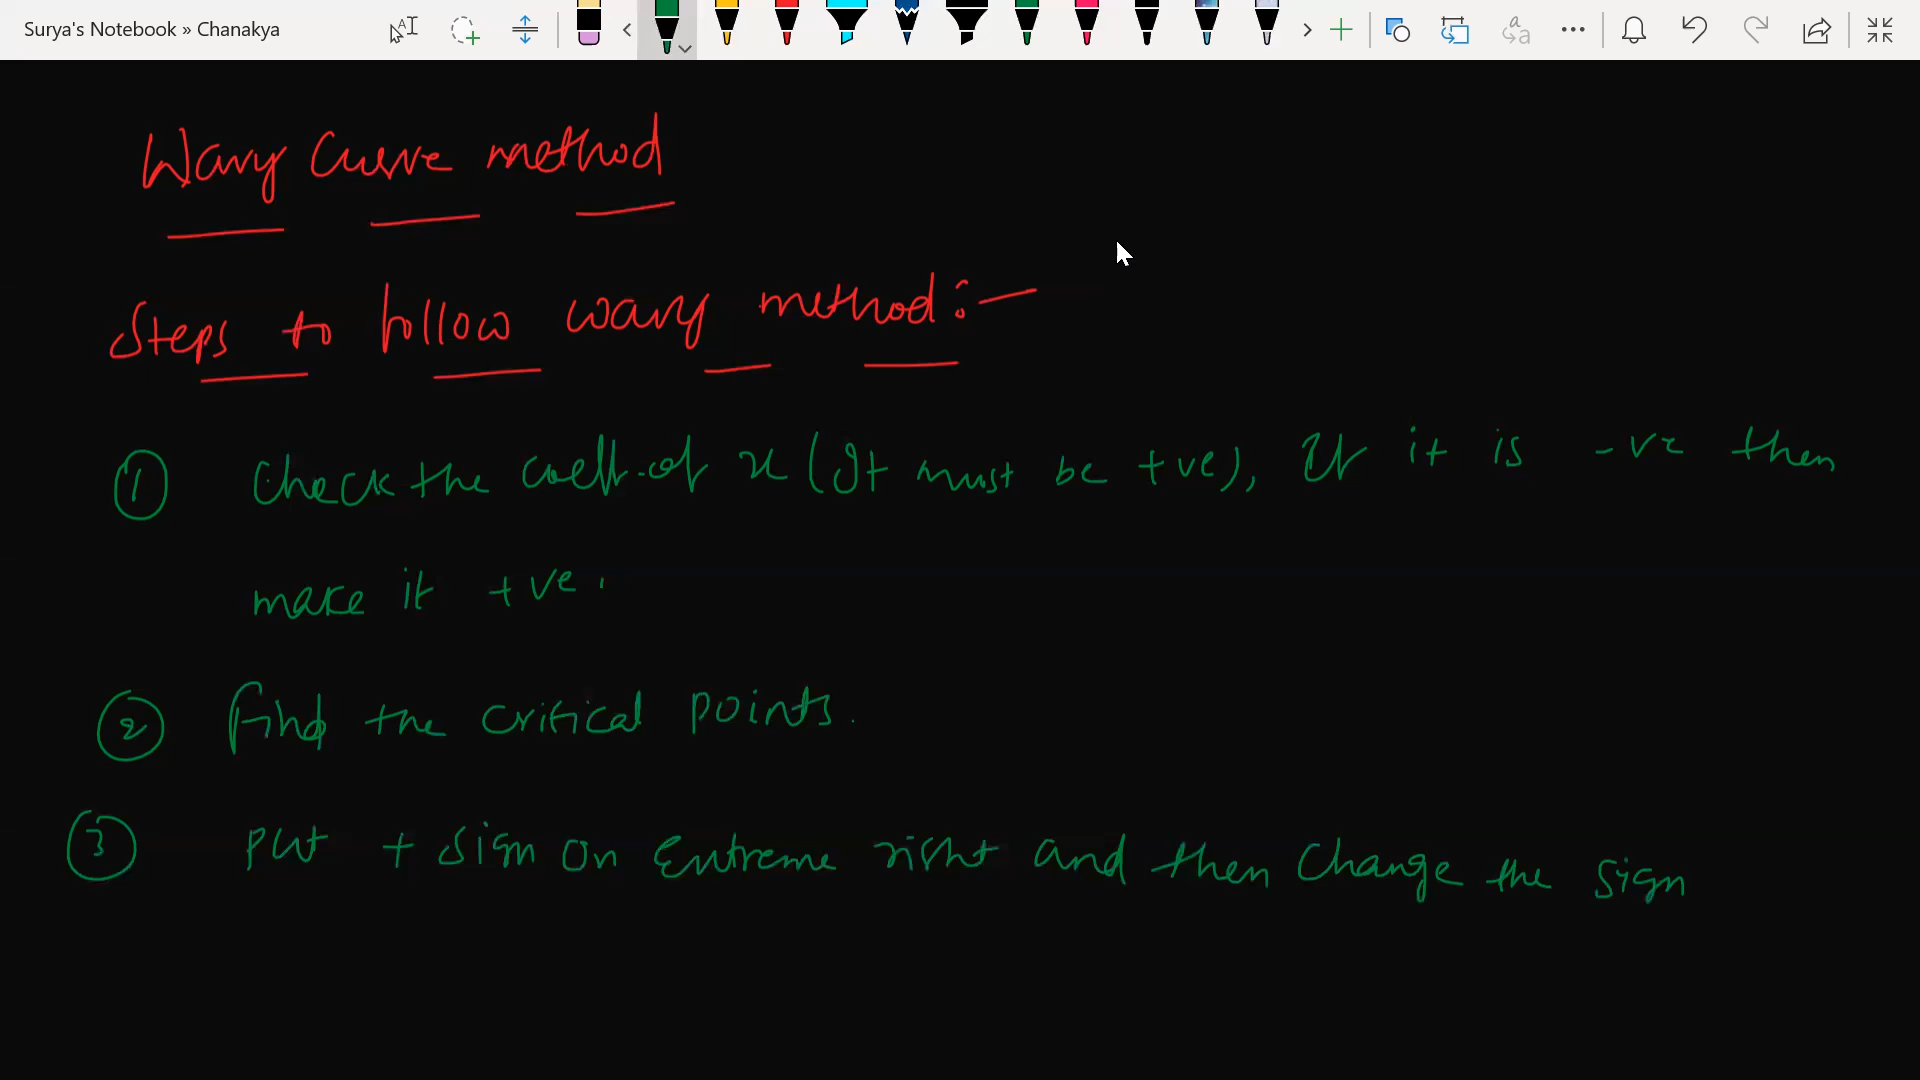 Surya's Notebook » Chanakya
Wavy Curve method
Steps to follow wavy method :-
① Check the coeff. of x (It must be +ve), If it is -ve then
make it +ve.
② Find the critical points.
③ Put + sign on Extreme right and then Change the sign